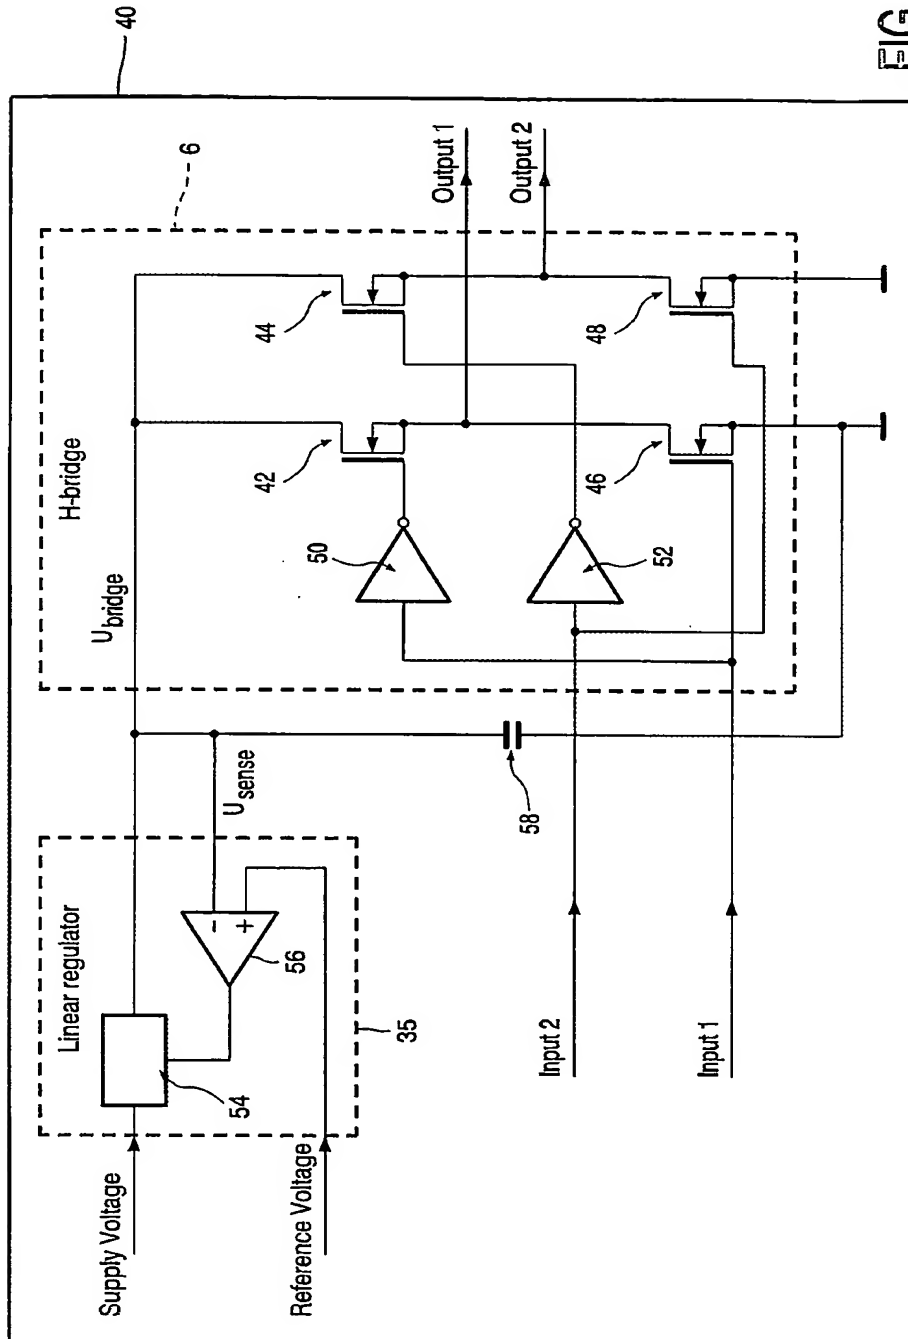 40
6
H-bridge
Linear regulator
U bridge
U sense
Supply Voltage
Reference Voltage
54
56
35
50
52
42
44
46
48
58
Output 1
Output 2
Input 2
Input 1
FIG